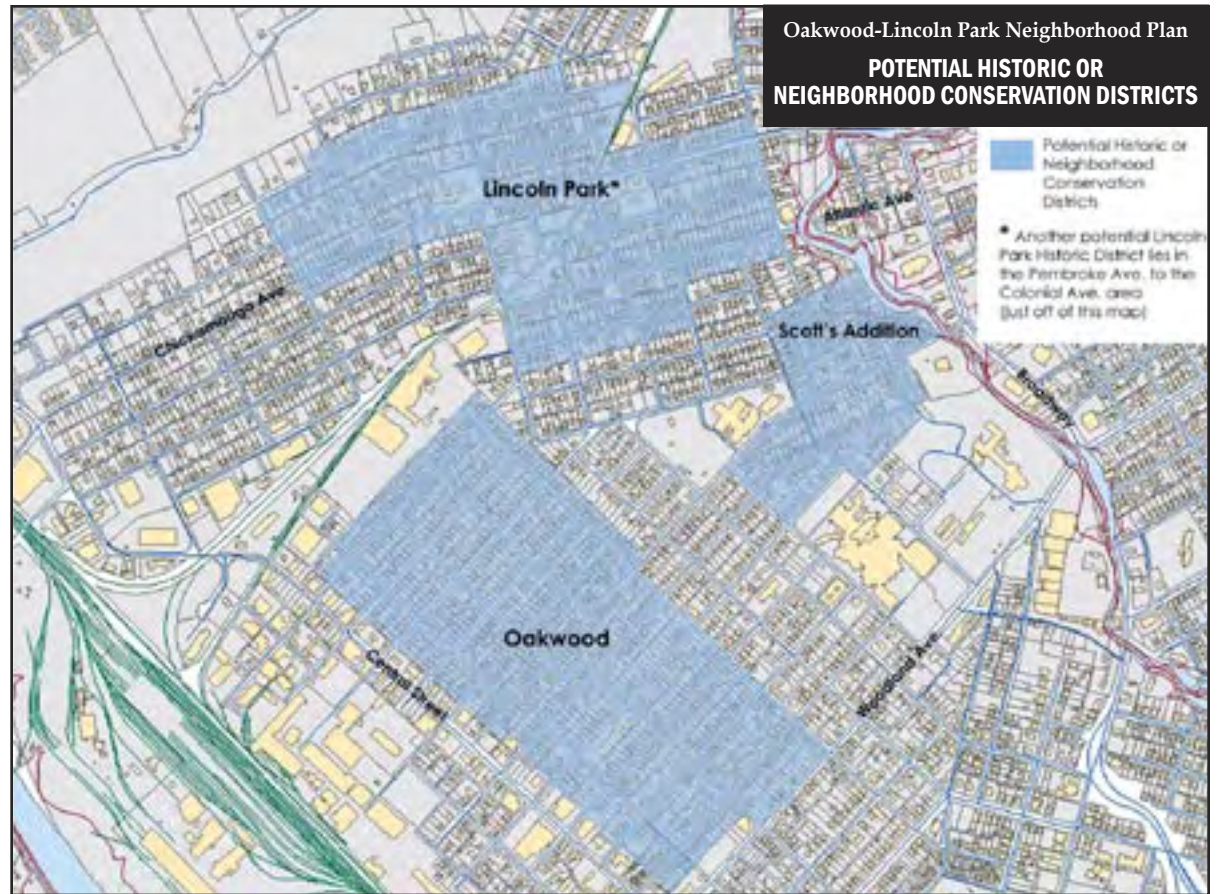 Oakwood-Lincoln Park Neighborhood Plan
POTENTIAL HISTORIC OR
NEIGHBORHOOD CONSERVATION DISTRICTS
Potential Historic or
Neighborhood
Conservation
Districts
* Another potential Lincoln
Park Historic District lies in
the Pembroke Ave. to the
Colonial Ave. area
(just off of this map)
Lincoln Park*
Atlantic Ave.
Chickamauga Ave.
Scott's Addition
Broadway
Oakwood
Central Street
Woodland Ave.